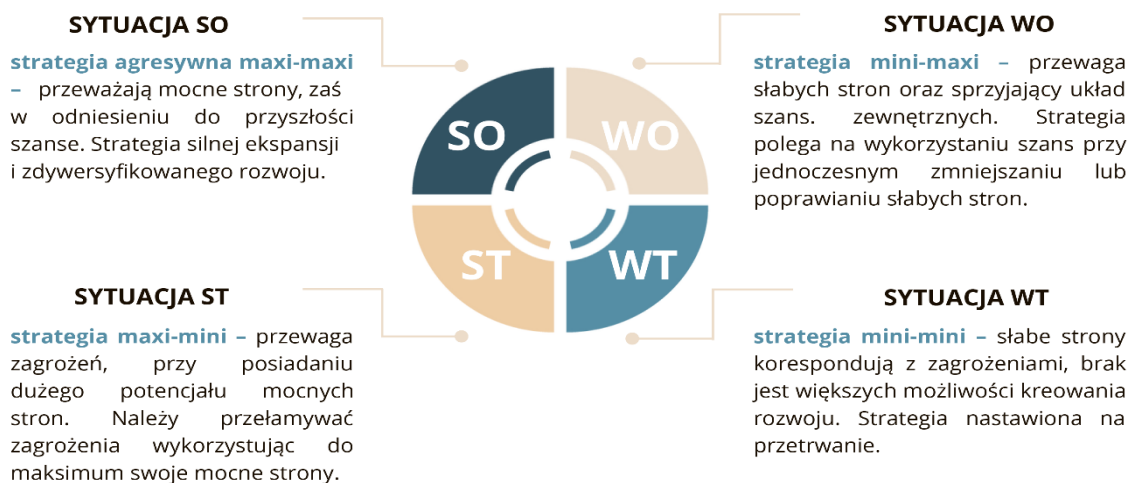 SYTUACJA SO
strategia agresywna maxi-maxi
– przeważają mocne strony, zaś
w odniesieniu do przyszłości
szanse. Strategia silnej ekspansji
i zdywersyfikowanego rozwoju.
SYTUACJA WO
strategia mini-maxi – przewaga
słabych stron oraz sprzyjający układ
szans. zewnętrznych. Strategia
polega na wykorzystaniu szans przy
jednoczesnym zmniejszaniu lub
poprawianiu słabych stron.
SO
WO
ST
WT
SYTUACJA ST
strategia maxi-mini – przewaga
zagrożeń, przy posiadaniu
dużego potencjału mocnych
stron. Należy przełamywać
zagrożenia wykorzystując do
maksimum swoje mocne strony.
SYTUACJA WT
strategia mini-mini – słabe strony
korespondują z zagrożeniami, brak
jest większych możliwości kreowania
rozwoju. Strategia nastawiona na
przetrwanie.